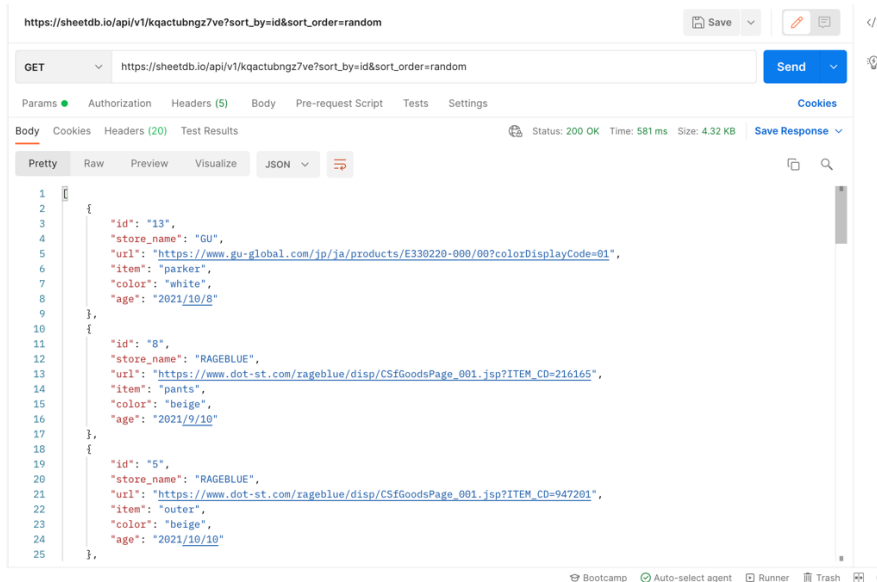 https://sheetdb.io/api/v1/kqactubngz7ve?sort_by=id&sort_order=random
Save
GET
https://sheetdb.io/api/v1/kqactubngz7ve?sort_by=id&sort_order=random
Send
Params Authorization Headers (5) Body Pre-request Script Tests Settings Cookies
Body Cookies Headers (20) Test Results Status: 200 OK Time: 581 ms Size: 4.32 KB Save Response
Pretty Raw Preview Visualize JSON
1 [
2 {
3 "id": "13",
4 "store_name": "GU",
5 "url": "https://www.gu-global.com/jp/ja/products/E330220-000/00?colorDisplayCode=01",
6 "item": "parker",
7 "color": "white",
8 "age": "2021/10/8"
9 },
10 {
11 "id": "8",
12 "store_name": "RAGEBLUE",
13 "url": "https://www.dot-st.com/rageblue/disp/CSfGoodsPage_001.jsp?ITEM_CD=216165",
14 "item": "pants",
15 "color": "beige",
16 "age": "2021/9/10"
17 },
18 {
19 "id": "5",
20 "store_name": "RAGEBLUE",
21 "url": "https://www.dot-st.com/rageblue/disp/CSfGoodsPage_001.jsp?ITEM_CD=947201",
22 "item": "outer",
23 "color": "beige",
24 "age": "2021/10/10"
25 },
Bootcamp Auto-select agent Runner Trash